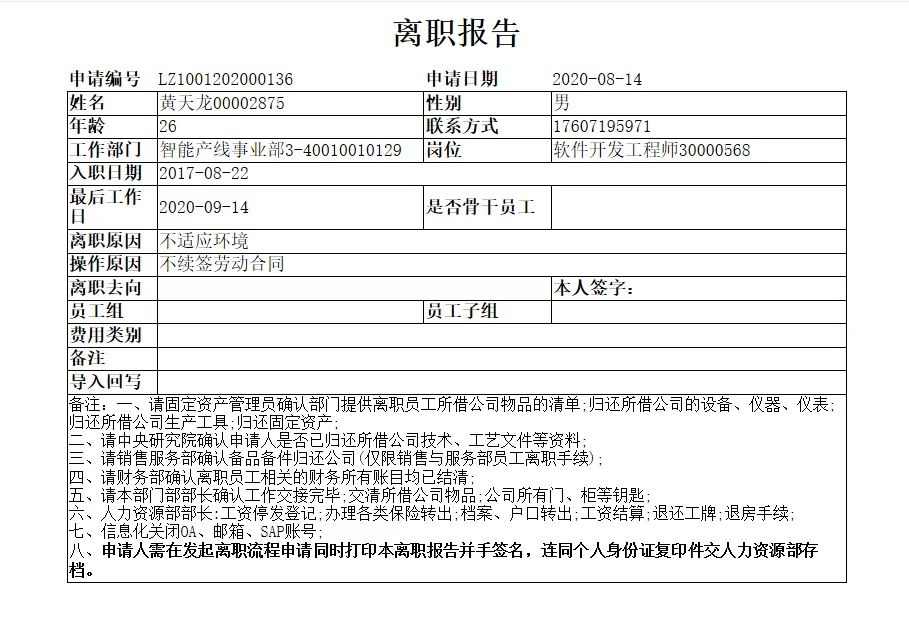 离职报告
申请编号 LZ1001202000136 申请日期 2020-08-14
姓名 黄天龙00002875 性别 男
年龄 26 联系方式 17607195971
工作部门 智能产线事业部3-40010010129 岗位 软件开发工程师30000568
入职日期 2017-08-22
最后工作
日 2020-09-14 是否骨干员工
离职原因 不适应环境
操作原因 不续签劳动合同
离职去向 本人签字:
员工组 员工子组
费用类别
备注
导入回写
备注: 一、请固定资产管理员确认部门提供离职员工所借公司物品的清单;归还所借公司的设备、仪器、仪表;
归还所借公司生产工具;归还固定资产;
二、请中央研究院确认申请人是否已归还所借公司技术、工艺文件等资料;
三、请销售服务部确认备品备件归还公司(仅限销售与服务部员工离职手续);
四、请财务部确认离职员工相关的财务所有账目均已结清;
五、请本部门部部长确认工作交接完毕;交清所借公司物品;公司所有门、柜等钥匙;
六、人力资源部部长:工资停发登记;办理各类保险转出;档案、户口转出;工资结算;退还工牌;退房手续;
七、信息化关闭OA、邮箱、SAP账号;
八、申请人需在发起离职流程申请同时打印本离职报告并手签名，连同个人身份证复印件交人力资源部存
档。